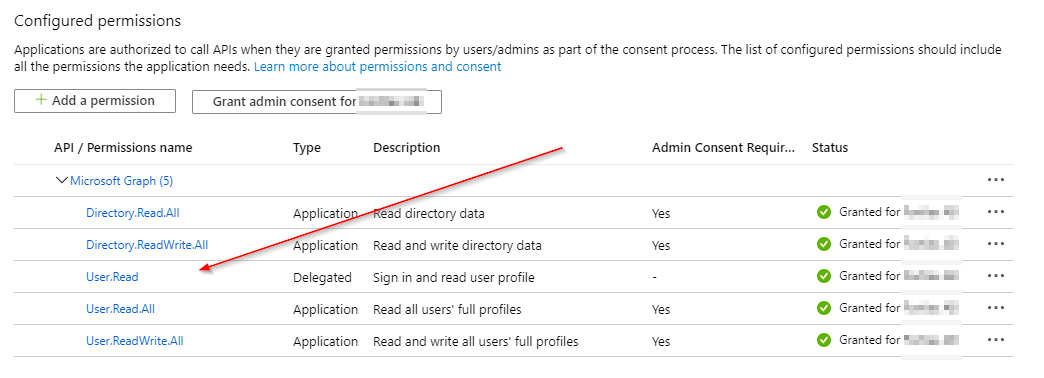 Configured permissions
Applications are authorized to call APIs when they are granted permissions by users/admins as part of the consent process. The list of configured permissions should include
all the permissions the application needs. Learn more about permissions and consent
+ Add a permission Grant admin consent for
API / Permissions name Type Description Admin Consent Requir... Status
Microsoft Graph (5) ...
Directory.Read.All Application Read directory data Yes Granted for ...
Directory.ReadWrite.All Application Read and write directory data Yes Granted for ...
User.Read Delegated Sign in and read user profile - Granted for ...
User.Read.All Application Read all users' full profiles Yes Granted for ...
User.ReadWrite.All Application Read and write all users' full profiles Yes Granted for ...